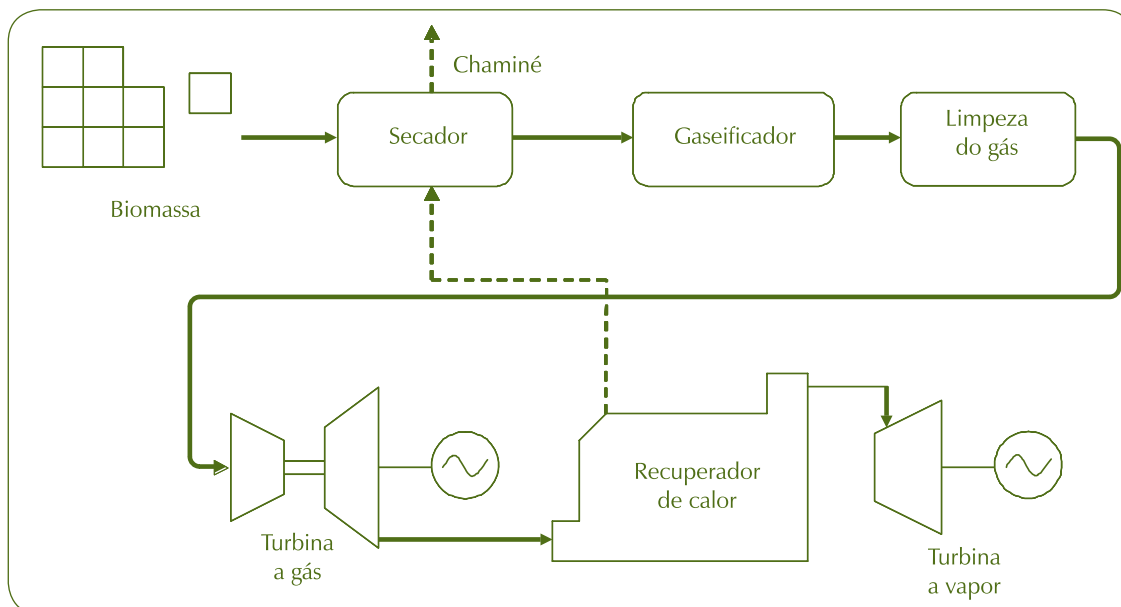 Chaminé
Secador
Gaseificador
Limpeza
do gás
Biomassa
Recuperador
de calor
Turbina
a gás
Turbina
a vapor